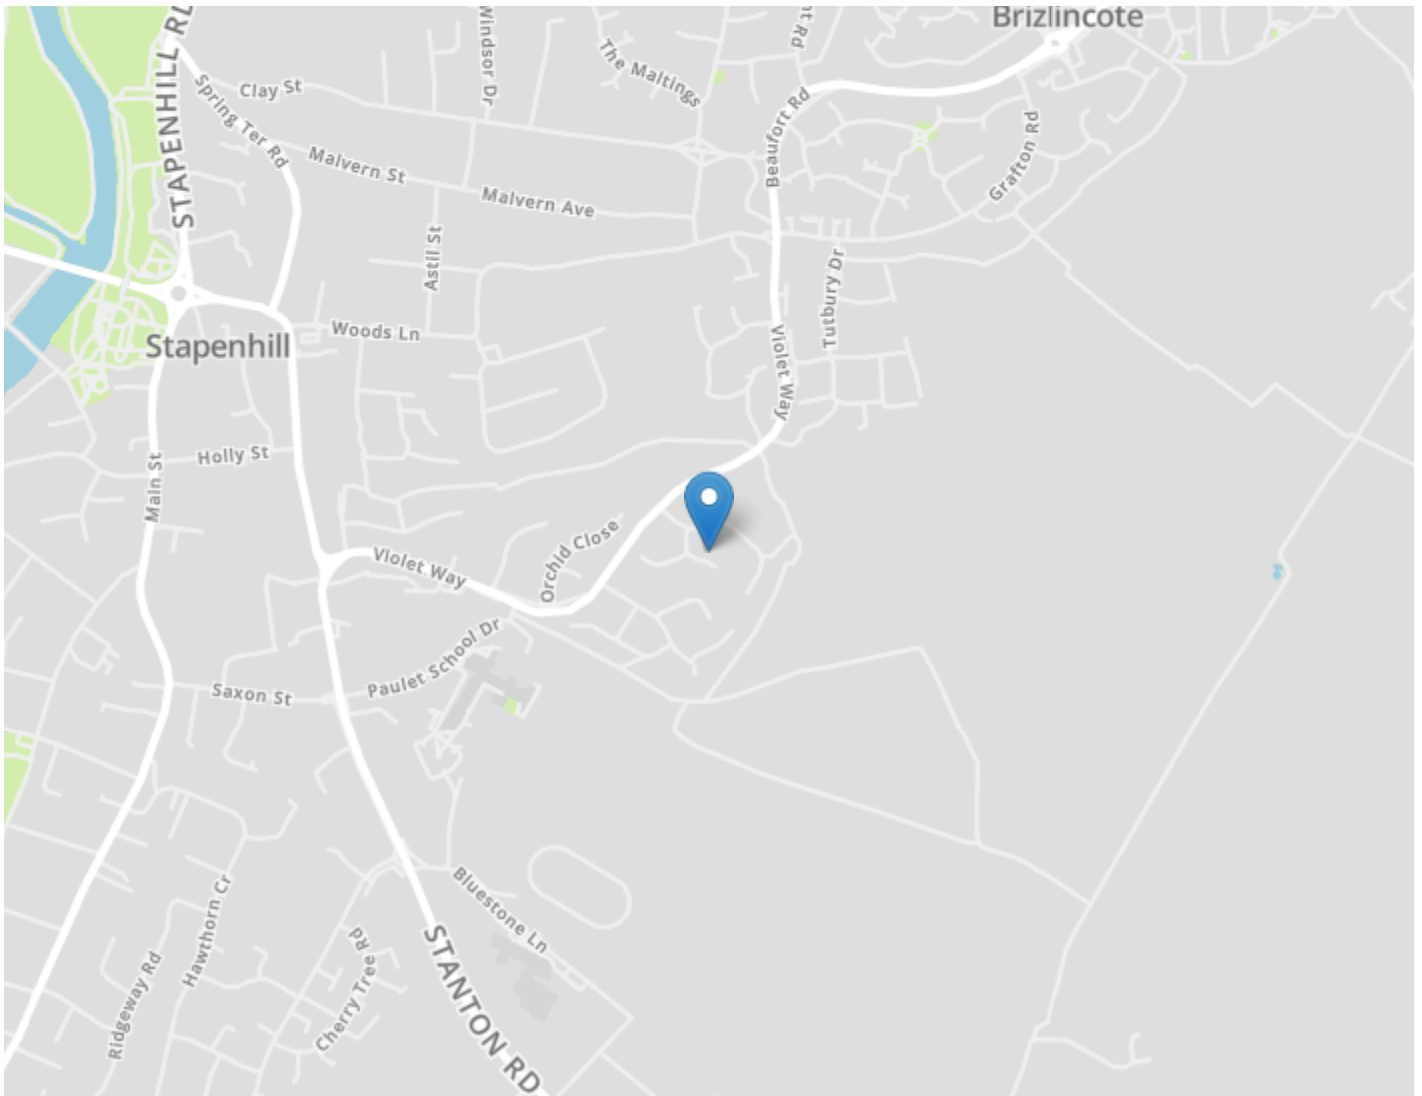 Brizlincote
STAPENHILL RD
Windsor Dr
The Maltings
nt Rd
Clay St
Spring Ter Rd
Beaufort Rd
Grafton Rd
Malvern St
Malvern Ave
Astil St
Tutbury Dr
Woods Ln
Stapenhill
Violet Way
Holly St
Main St
Orchid Close
Violet Way
Paulet School Dr
Saxon St
Bluestone Ln
Hawthorn Cr
Ridgeway Rd
Cherry Tree Rd
STANTON RD